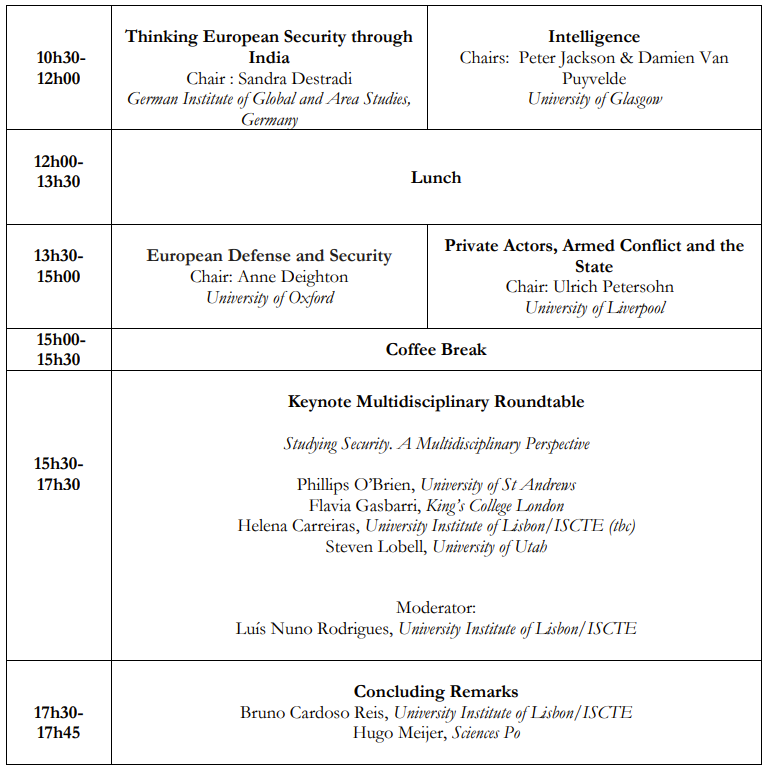 10h30-
12h00
Thinking European Security through
India
Chair : Sandra Destradi
German Institute of Global and Area Studies,
Germany
Intelligence
Chairs:  Peter Jackson & Damien Van
Puyvelde
University of Glasgow
12h00-
13h30
Lunch
13h30-
15h00
European Defense and Security
Chair: Anne Deighton
University of Oxford
Private Actors, Armed Conflict and the
State
Chair: Ulrich Petersohn
University of Liverpool
15h00-
15h30
Coffee Break
15h30-
17h30
Keynote Multidisciplinary Roundtable
Studying Security. A Multidisciplinary Perspective
Phillips O’Brien, University of St Andrews
Flavia Gasbarri, King’s College London
Helena Carreiras, University Institute of Lisbon/ISCTE (tbc)
Steven Lobell, University of Utah
Moderator:
Luís Nuno Rodrigues, University Institute of Lisbon/ISCTE
17h30-
17h45
Concluding Remarks
Bruno Cardoso Reis, University Institute of Lisbon/ISCTE
Hugo Meijer, Sciences Po